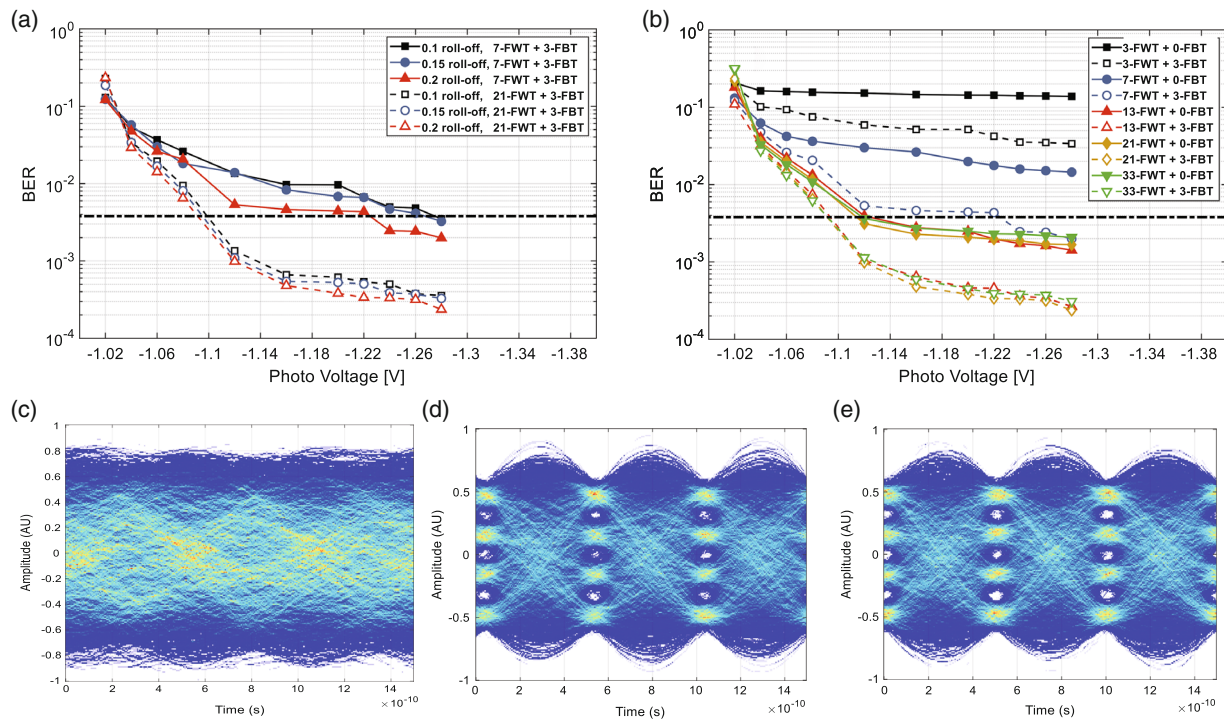 (a)
10^0
10^-1
10^-2
10^-3
10^-4
BER
-1.02 -1.06 -1.1 -1.14 -1.18 -1.22 -1.26 -1.3 -1.34 -1.38
Photo Voltage [V]
0.1 roll-off, 7-FWT + 3-FBT
0.15 roll-off, 7-FWT + 3-FBT
0.2 roll-off, 7-FWT + 3-FBT
0.1 roll-off, 21-FWT + 3-FBT
0.15 roll-off, 21-FWT + 3-FBT
0.2 roll-off, 21-FWT + 3-FBT
(b)
10^0
10^-1
10^-2
10^-3
10^-4
BER
-1.02 -1.06 -1.1 -1.14 -1.18 -1.22 -1.26 -1.3 -1.34 -1.38
Photo Voltage [V]
3-FWT + 0-FBT
3-FWT + 3-FBT
7-FWT + 0-FBT
7-FWT + 3-FBT
13-FWT + 0-FBT
13-FWT + 3-FBT
21-FWT + 0-FBT
21-FWT + 3-FBT
33-FWT + 0-FBT
33-FWT + 3-FBT
(c)
1
0.8
0.6
0.4
0.2
0
-0.2
-0.4
-0.6
-0.8
-1
Amplitude (AU)
0 2 4 6 8 10 12 14
Time (s)
×10^-10
(d)
1
0.5
0
-0.5
-1
Amplitude (AU)
0 2 4 6 8 10 12 14
Time (s)
×10^-10
(e)
1
0.5
0
-0.5
-1
Amplitude (AU)
0 2 4 6 8 10 12 14
Time (s)
×10^-10